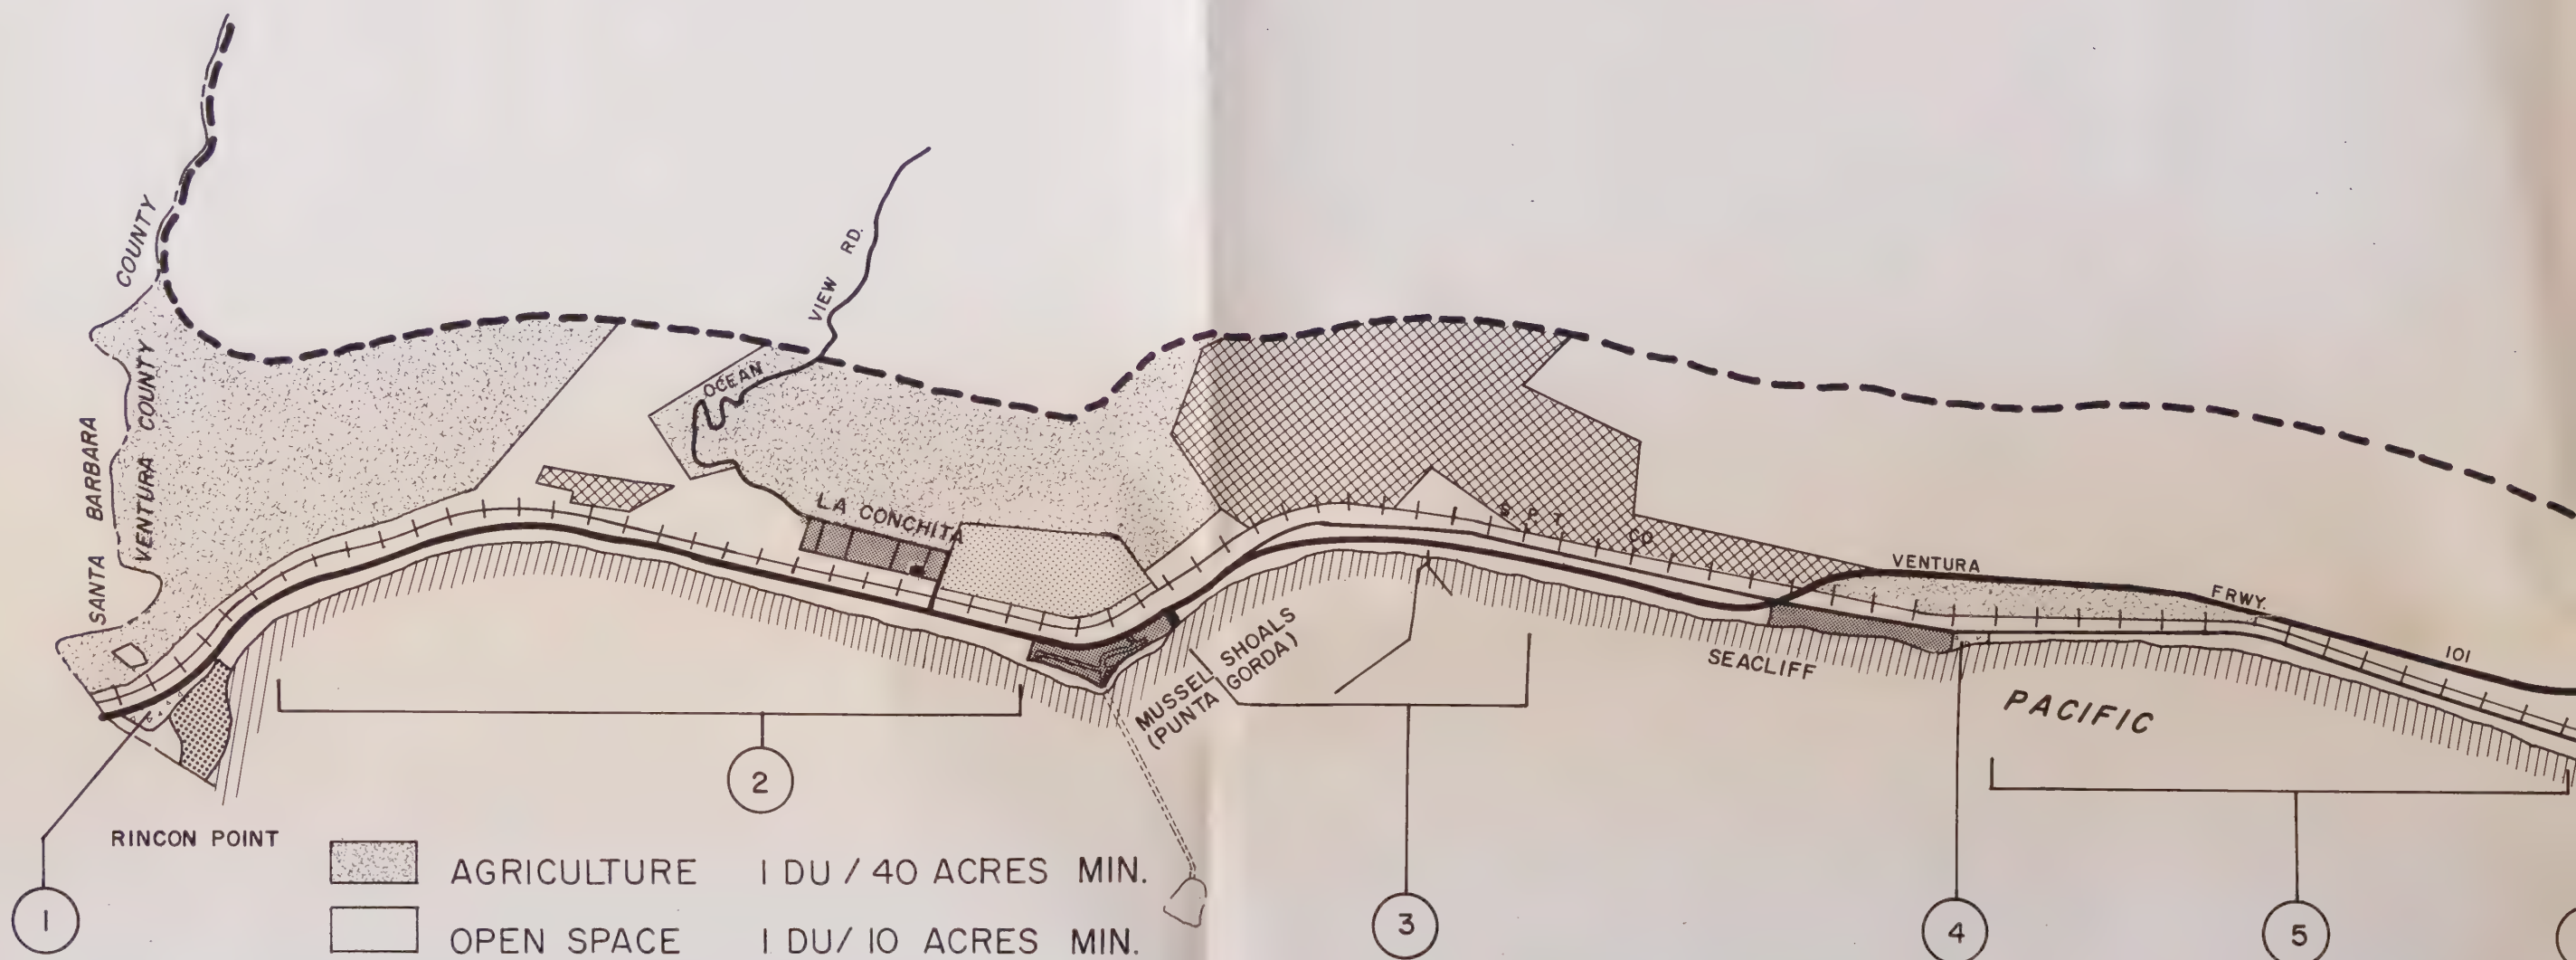 COUNTY
SANTA BARBARA
VENTURA COUNTY
OCEAN VIEW RD.
LA CONCHITA
MUSSEL SHOALS
(PUNTA GORDA)
S P T CO
SEACLIFF
VENTURA FRWY.
101
PACIFIC
RINCON POINT
1
2
3
4
5
AGRICULTURE 1 DU / 40 ACRES MIN.
OPEN SPACE 1 DU/ 10 ACRES MIN.